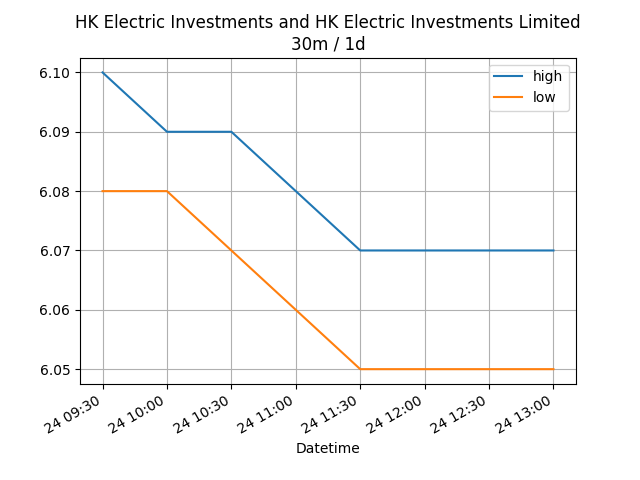 HK Electric Investments and HK Electric Investments Limited
30m / 1d
high
low
6.10
6.09
6.08
6.07
6.06
6.05
24 09:30
24 10:00
24 10:30
24 11:00
24 11:30
24 12:00
24 12:30
24 13:00
Datetime